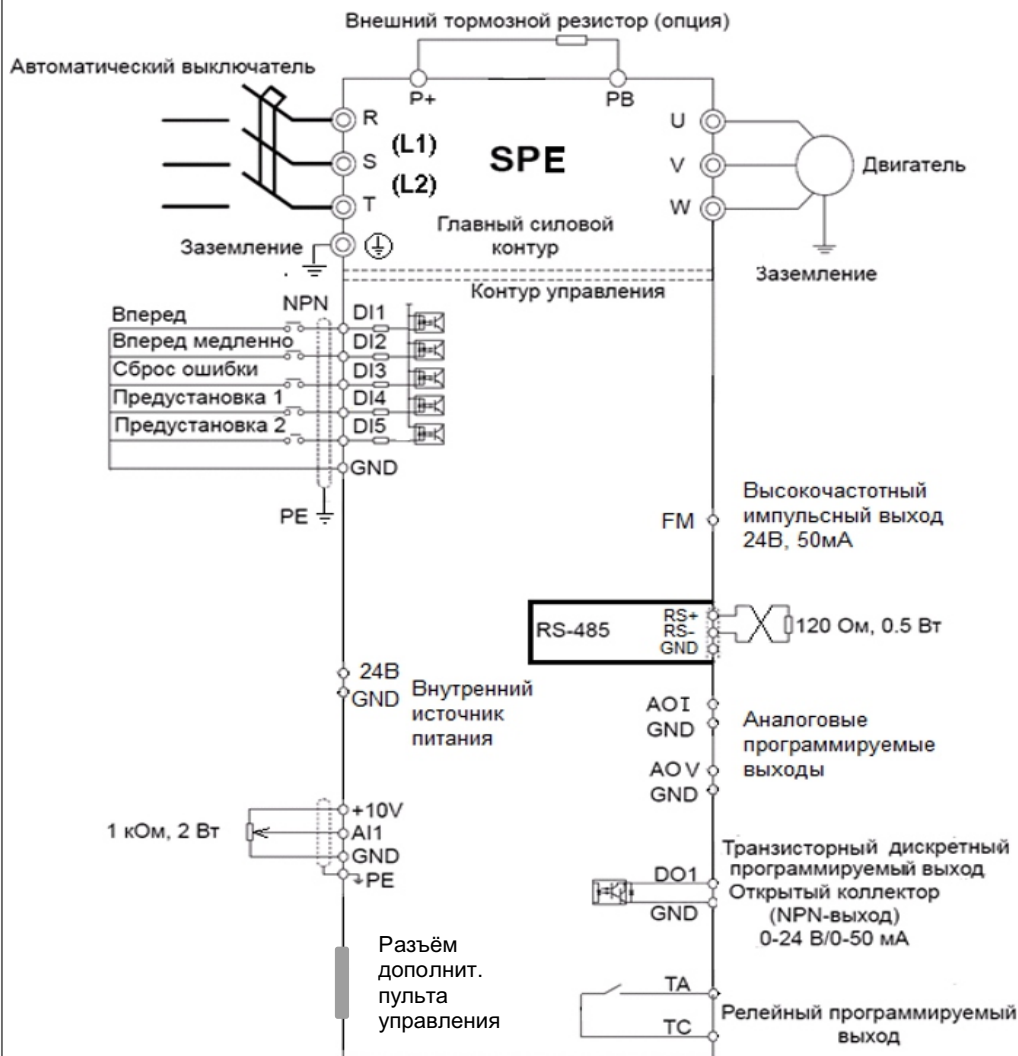 Внешний тормозной резистор (опция)
Автоматический выключатель
P+
PB
R
(L1)
S
(L2)
T
SPE
U
V
W
Двигатель
Главный силовой
контур
Заземление
Заземление
Контур управления
NPN
Вперед
DI1
Вперед медленно
DI2
Сброс ошибки
DI3
Предустановка 1
DI4
Предустановка 2
DI5
GND
PE
FM
Высокочастотный
импульсный выход
24В, 50мА
RS-485
RS+
RS-
GND
120 Ом, 0.5 Вт
24В
GND
Внутренний
источник
питания
AOI
GND
AOV
GND
Аналоговые
программируемые
выходы
1 кОм, 2 Вт
+10V
AI1
GND
PE
DO1
GND
Транзисторный дискретный
программируемый выход
Открытый коллектор
(NPN-выход)
0-24 В/0-50 мА
Разъём
дополнит.
пульта
управления
TA
TC
Релейный программируемый
выход